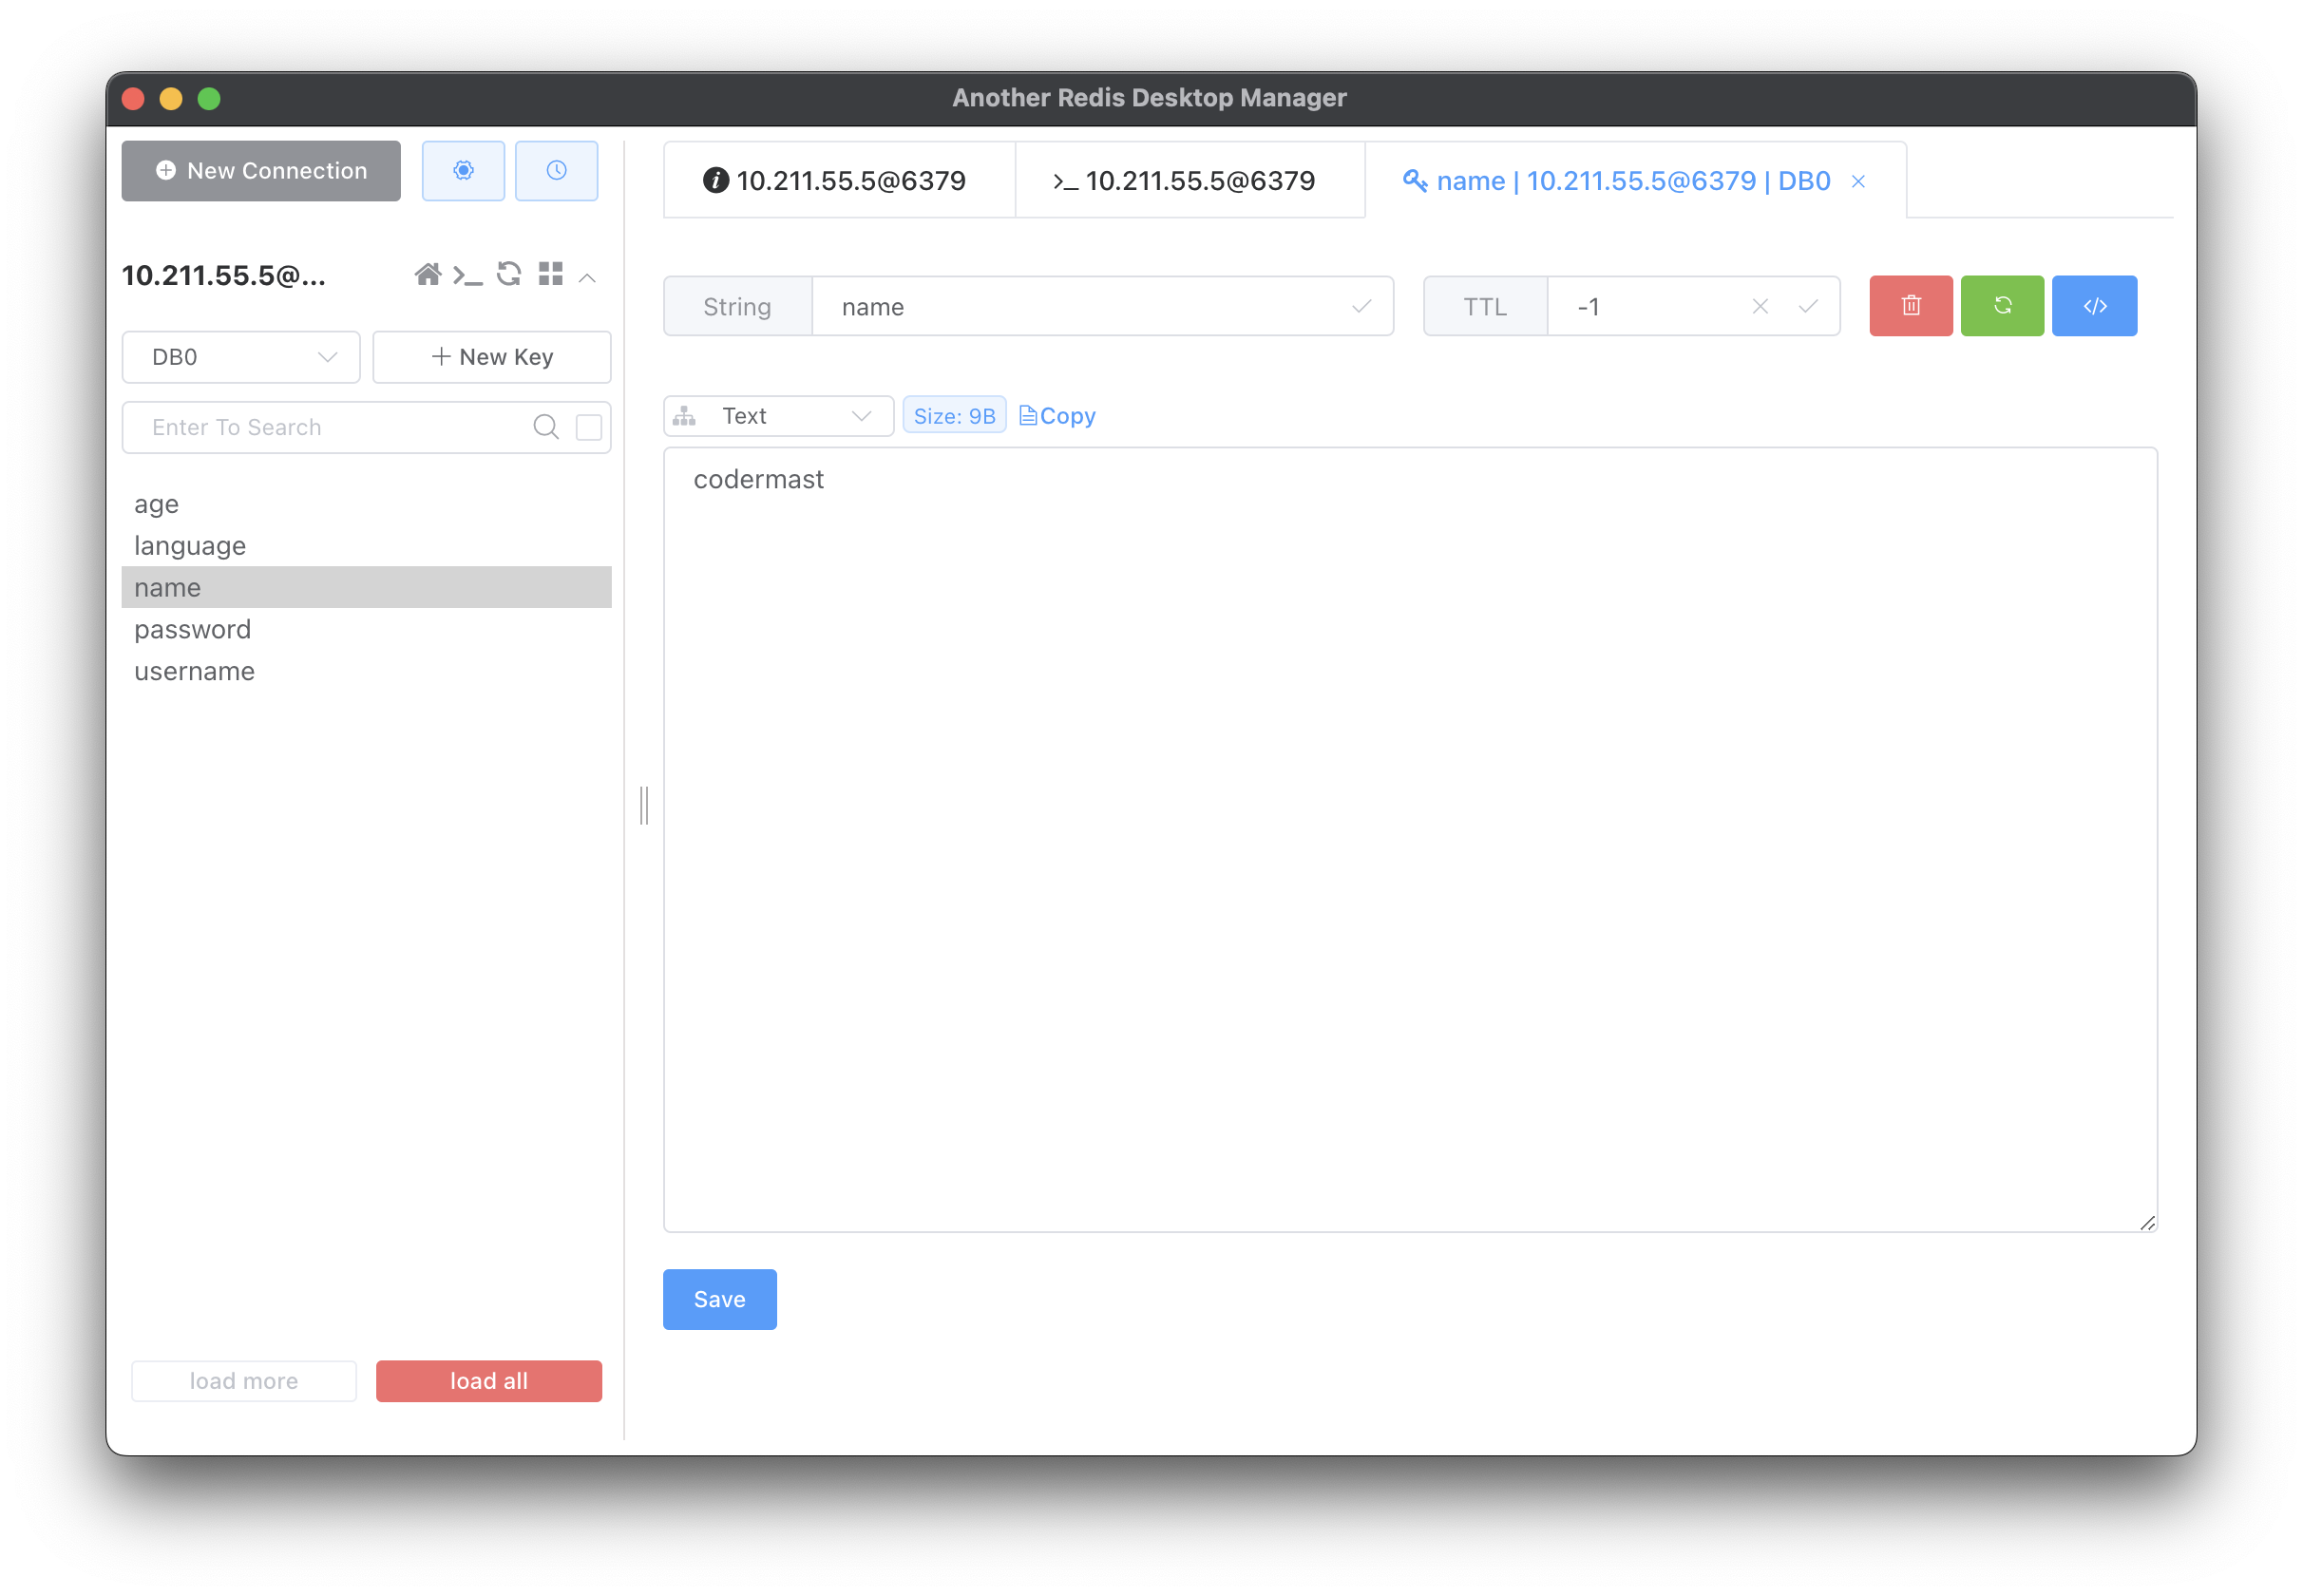 Another Redis Desktop Manager
New Connection
10.211.55.5@...
DB0
New Key
Enter To Search
age
language
name
password
username
load more
load all
10.211.55.5@6379
>_ 10.211.55.5@6379
name | 10.211.55.5@6379 | DB0
String name
TTL -1
Text
Size: 9B
Copy
codermast
Save